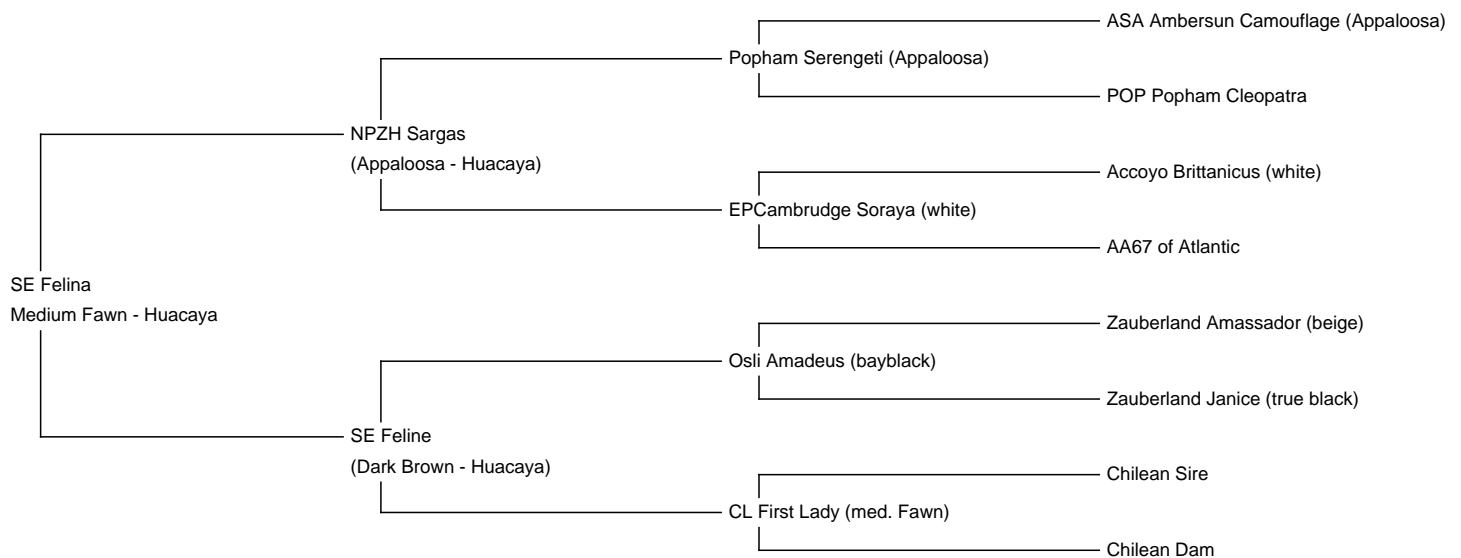 ASA Ambersun Camouflage (Appaloosa)
Popham Serengeti (Appaloosa)
POP Popham Cleopatra
NPZH Sargas
(Appaloosa - Huacaya)
Accoyo Brittanicus (white)
EPCambrudge Soraya (white)
AA67 of Atlantic
SE Felina
Medium Fawn - Huacaya
Zauberland Amassador (beige)
Osli Amadeus (bayblack)
Zauberland Janice (true black)
SE Feline
(Dark Brown - Huacaya)
Chilean Sire
CL First Lady (med. Fawn)
Chilean Dam